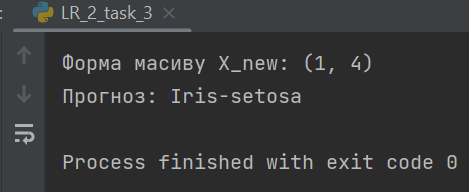 LR_2_task_3
Форма масиву X_new: (1, 4)
Прогноз: Iris-setosa
Process finished with exit code 0